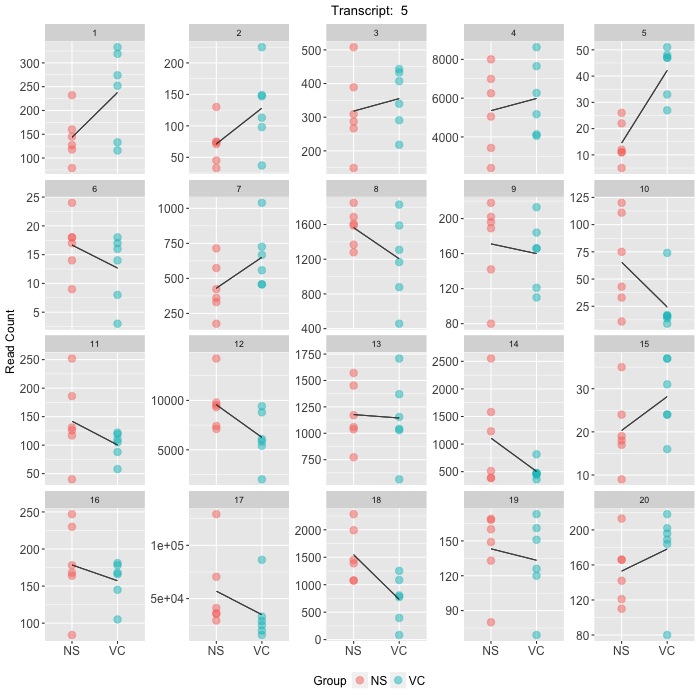 Transcript: 5
1 2 3 4 5
300 250 200 150 100
200 150 100 50
500 400 300 200
8000 6000 4000
50 40 30 20 10
6 7 8 9 10
25 20 15 10 5
1000 750 500 250
1600 1200 800 400
200 160 120 80
120 100 75 50 25
Read Count
11 12 13 14 15
250 200 150 100 50
10000 5000
1750 1500 1250 1000 750
2500 2000 1500 1000 500
30 20 10
16 17 18 19 20
250 200 150 100
1e+05 5e+04
2000 1500 1000 500 0
150 120 90
200 160 120 80
NS VC NS VC NS VC NS VC NS VC
Group NS VC